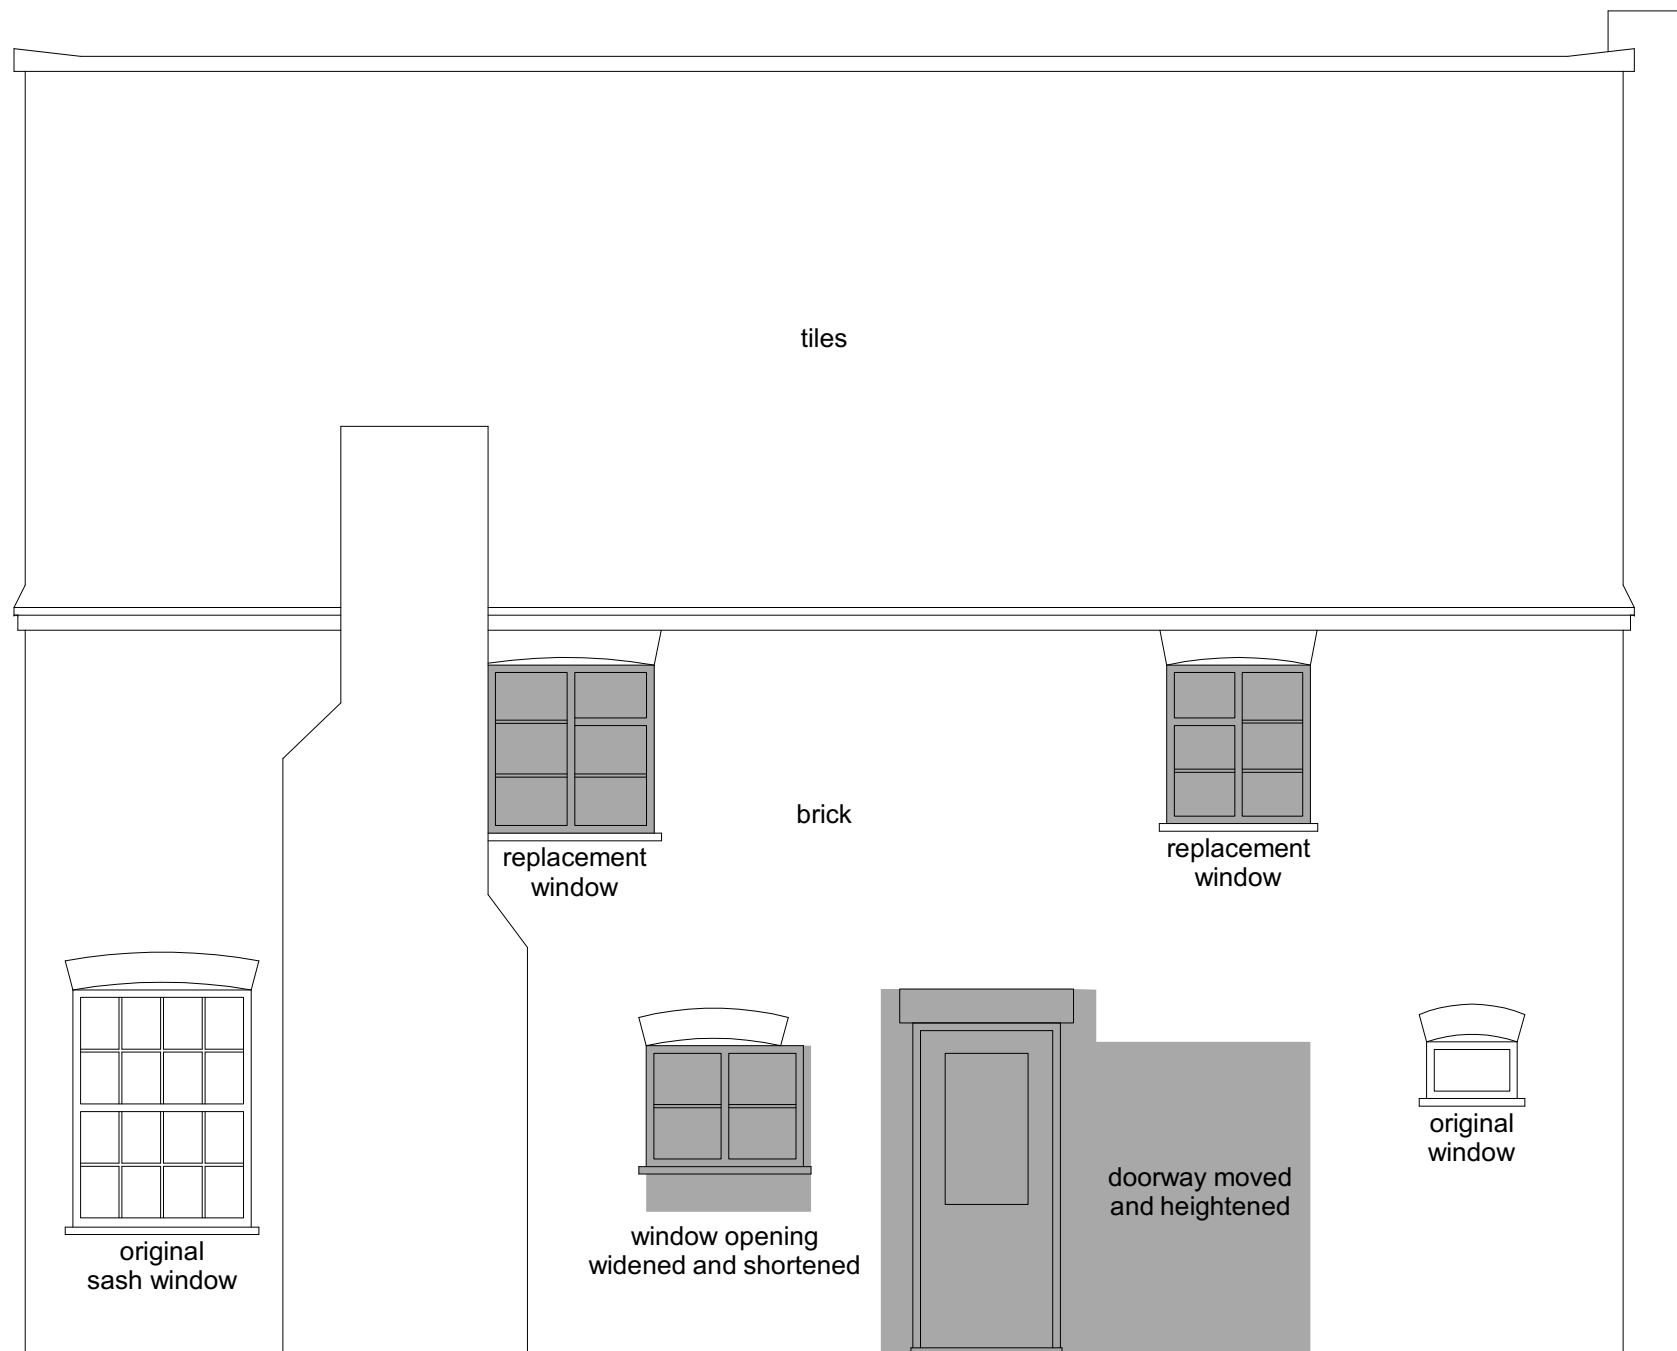 tiles
brick
replacement
window
replacement
window
original
sash window
window opening
widened and shortened
doorway moved
and heightened
original
window